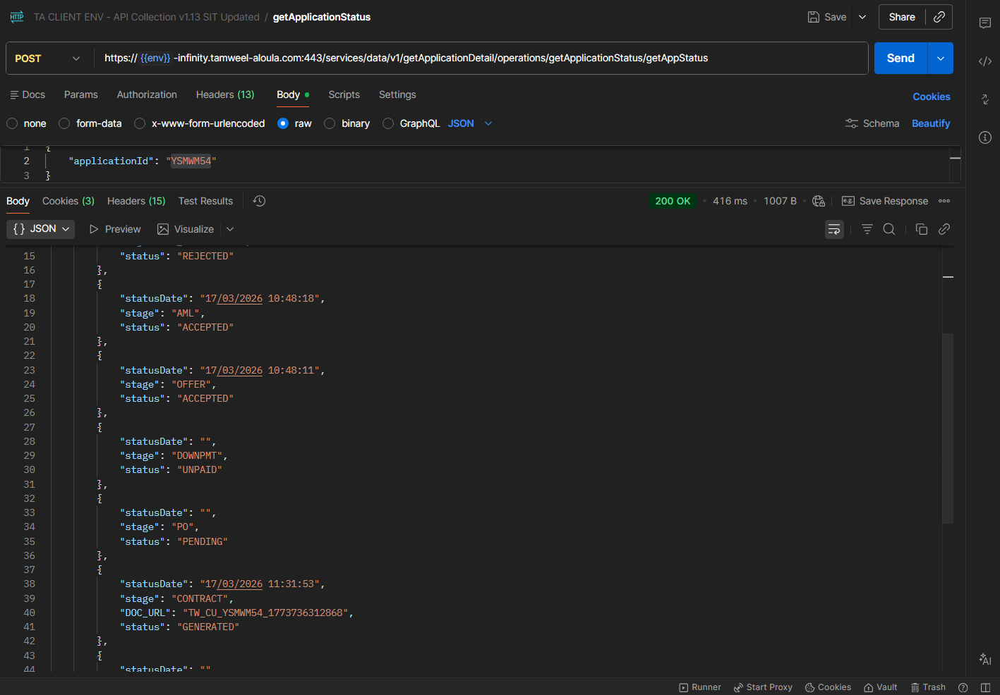 HTTP TA CLIENT ENV - API Collection v1.13 SIT Updated / getApplicationStatus Save Share
POST https://{{env}}-infinity.tamweel-aloula.com:443/services/data/v1/getApplicationDetail/operations/getApplicationStatus/getAppStatus Send
Docs Params Authorization Headers (13) Body Scripts Settings Cookies
none form-data x-www-form-urlencoded raw binary GraphQL JSON Schema Beautify
1 {
2 "applicationId": "YSMWM54"
3 }
Body Cookies (3) Headers (15) Test Results 200 OK • 416 ms • 1007 B • e.g. Save Response
{} JSON Preview Visualize
15 "status": "REJECTED"
16 },
17 {
18 "statusDate": "17/03/2026 10:48:18",
19 "stage": "AML",
20 "status": "ACCEPTED"
21 },
22 {
23 "statusDate": "17/03/2026 10:48:11",
24 "stage": "OFFER",
25 "status": "ACCEPTED"
26 },
27 {
28 "statusDate": "",
29 "stage": "DOWNPMT",
30 "status": "UNPAID"
31 },
32 {
33 "statusDate": "",
34 "stage": "PO",
35 "status": "PENDING"
36 },
37 {
38 "statusDate": "17/03/2026 11:31:53",
39 "stage": "CONTRACT",
40 "DOC_URL": "TW_CU_YSMWM54_1773736312868",
41 "status": "GENERATED"
42 },
43 {
44 "statusDate": ""
AI
Runner Start Proxy Cookies Vault Trash